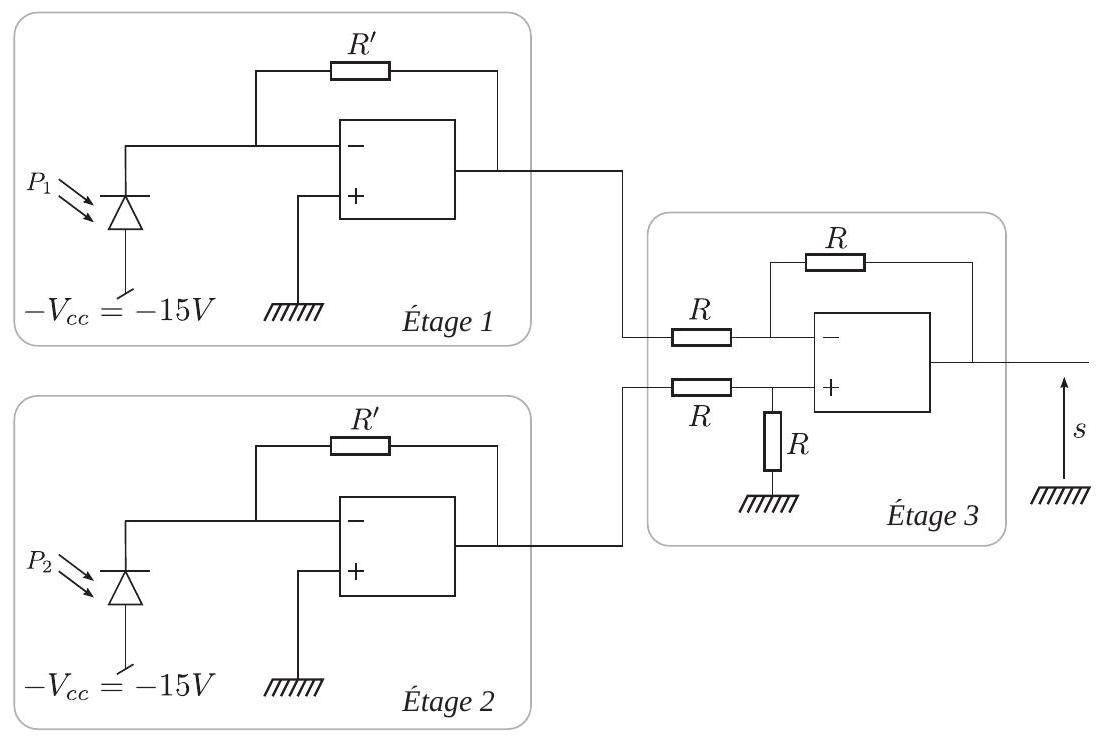 R′
−
P₁
+
−V_cc = −15V
Étage 1
R
R
−
+
R
R
s
Étage 3
R′
−
P₂
+
−V_cc = −15V
Étage 2